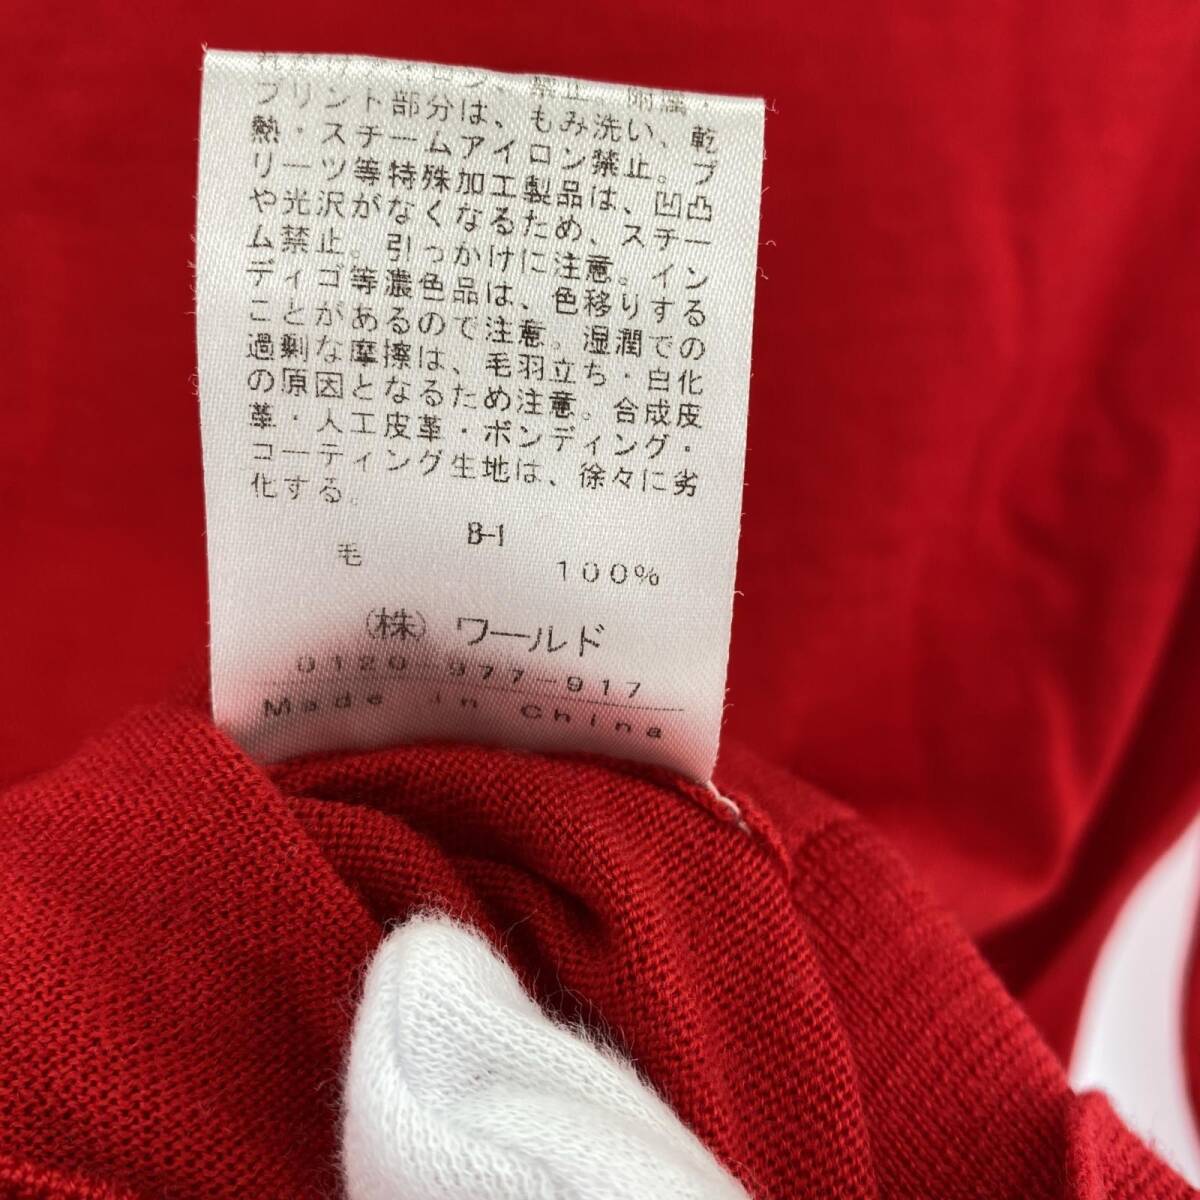 プリント部分は、もみ洗い、乾
熱・スチームアイロン禁止。プ
リーツ等特殊加工製品は、凹凸
や光沢がなくなるため、スチー
ム禁止。引っかけに注意。イン
ディゴ等濃色品は、色移りする
ことがあるので注意。湿潤での
過剰な摩擦は、毛羽立ち・白化
の原因となるため注意。合成皮
革・人工皮革・ボンディング・
コーティング生地は、徐々に劣
化する。
B-I
毛 100%
(株) ワールド
0120-977-917
Made in China